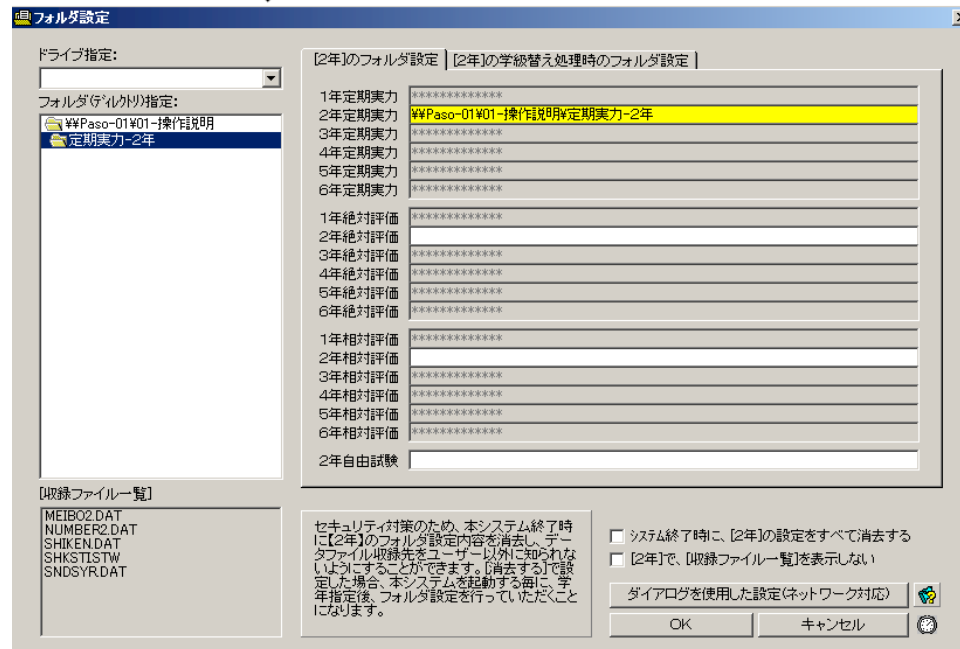 フォルダ設定
ドライブ指定:
フォルダ(ディレクトリ)指定:
¥¥Paso-01¥01-操作説明
定期実力-2年
[収録ファイル一覧]
MEIBO2.DAT
NUMBER2.DAT
SHIKEN.DAT
SHKSTISTW
SNDSYR.DAT
[2年]のフォルダ設定
[2年]の学級替え処理時のフォルダ設定
1年定期実力 *************
2年定期実力 ¥¥Paso-01¥01-操作説明¥定期実力-2年
3年定期実力 *************
4年定期実力 *************
5年定期実力 *************
6年定期実力 *************
1年絶対評価 *************
2年絶対評価
3年絶対評価 *************
4年絶対評価 *************
5年絶対評価 *************
6年絶対評価 *************
1年相対評価 *************
2年相対評価
3年相対評価 *************
4年相対評価 *************
5年相対評価 *************
6年相対評価 *************
2年自由試験
セキュリティ対策のため、本システム終了時
に【2年】のフォルダ設定内容を消去し、デー
タファイル収録先をユーザー以外に知られな
いようにすることができます。[消去する]で設
定した場合、本システムを起動する毎に、学
年指定後、フォルダ設定を行っていただくこと
になります。
システム終了時に、[2年]の設定をすべて消去する
[2年]で、[収録ファイル一覧]を表示しない
ダイアログを使用した設定(ネットワーク対応)
OK
キャンセル